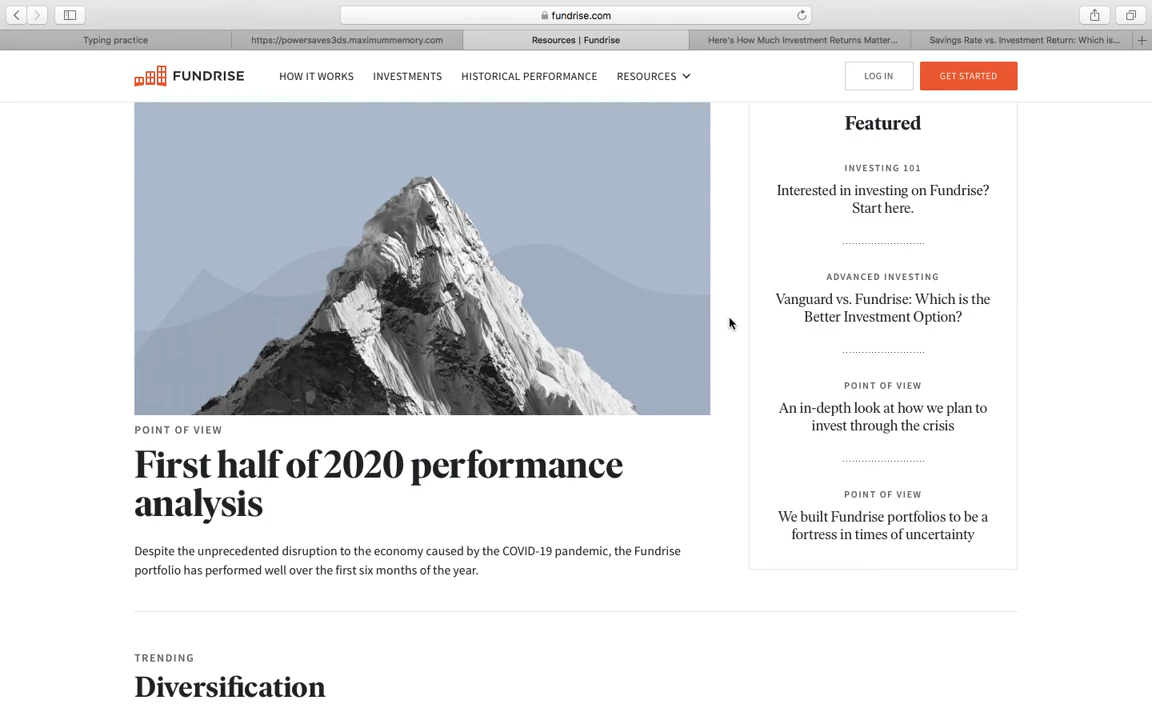 fundrise.com
Typing practice
https://powersaves3ds.maximummemory.com
Resources | Fundrise
Here's How Much Investment Returns Matter...
Savings Rate vs. Investment Return: Which is...
FUNDRISE
HOW IT WORKS
INVESTMENTS
HISTORICAL PERFORMANCE
RESOURCES
LOG IN
GET STARTED
POINT OF VIEW
First half of 2020 performance
analysis
Despite the unprecedented disruption to the economy caused by the COVID-19 pandemic, the Fundrise
portfolio has performed well over the first six months of the year.
Featured
INVESTING 101
Interested in investing on Fundrise?
Start here.
ADVANCED INVESTING
Vanguard vs. Fundrise: Which is the
Better Investment Option?
POINT OF VIEW
An in-depth look at how we plan to
invest through the crisis
POINT OF VIEW
We built Fundrise portfolios to be a
fortress in times of uncertainty
TRENDING
Diversification